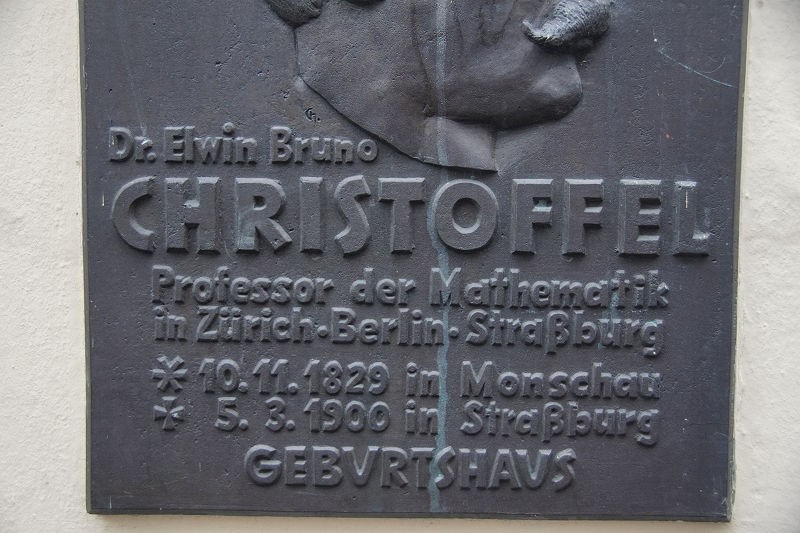 Dr. Elwin Bruno
CHRISTOFFEL
Professor der Mathematik
in Zürich·Berlin·Straßburg
* 10.11.1829 in Monschau
✠ 5. 3. 1900 in Straßburg
GEBVRTSHAVS